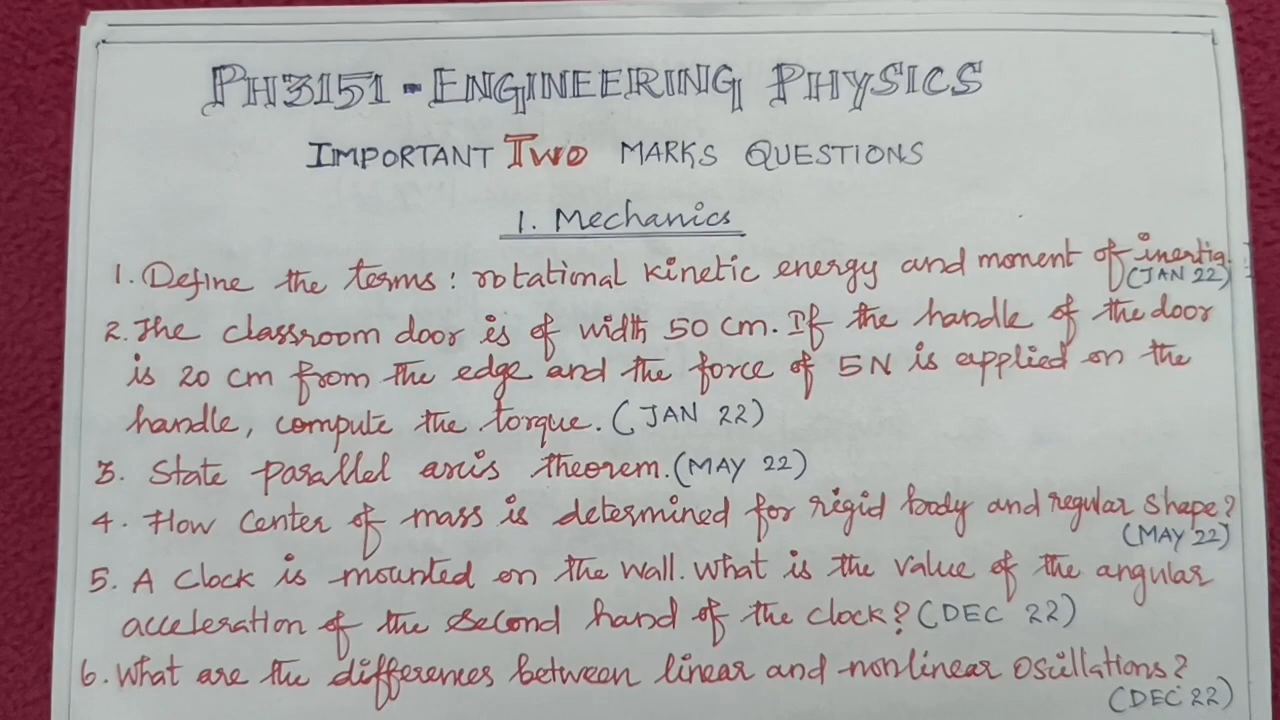 PH3151 - ENGINEERING PHYSICS
IMPORTANT TWO MARKS QUESTIONS
1. Mechanics
1. Define the terms: rotational kinetic energy and moment of inertia.
(JAN 22)
2. The classroom door is of width 50 cm. If the handle of the door
is 20 cm from the edge and the force of 5N is applied on the
handle, compute the torque. (JAN 22)
3. State parallel axis theorem. (MAY 22)
4. How center of mass is determined for rigid body and regular shape?
(MAY 22)
5. A clock is mounted on the wall. What is the value of the angular
acceleration of the second hand of the clock? (DEC 22)
6. What are the differences between linear and nonlinear oscillations?
(DEC 22)